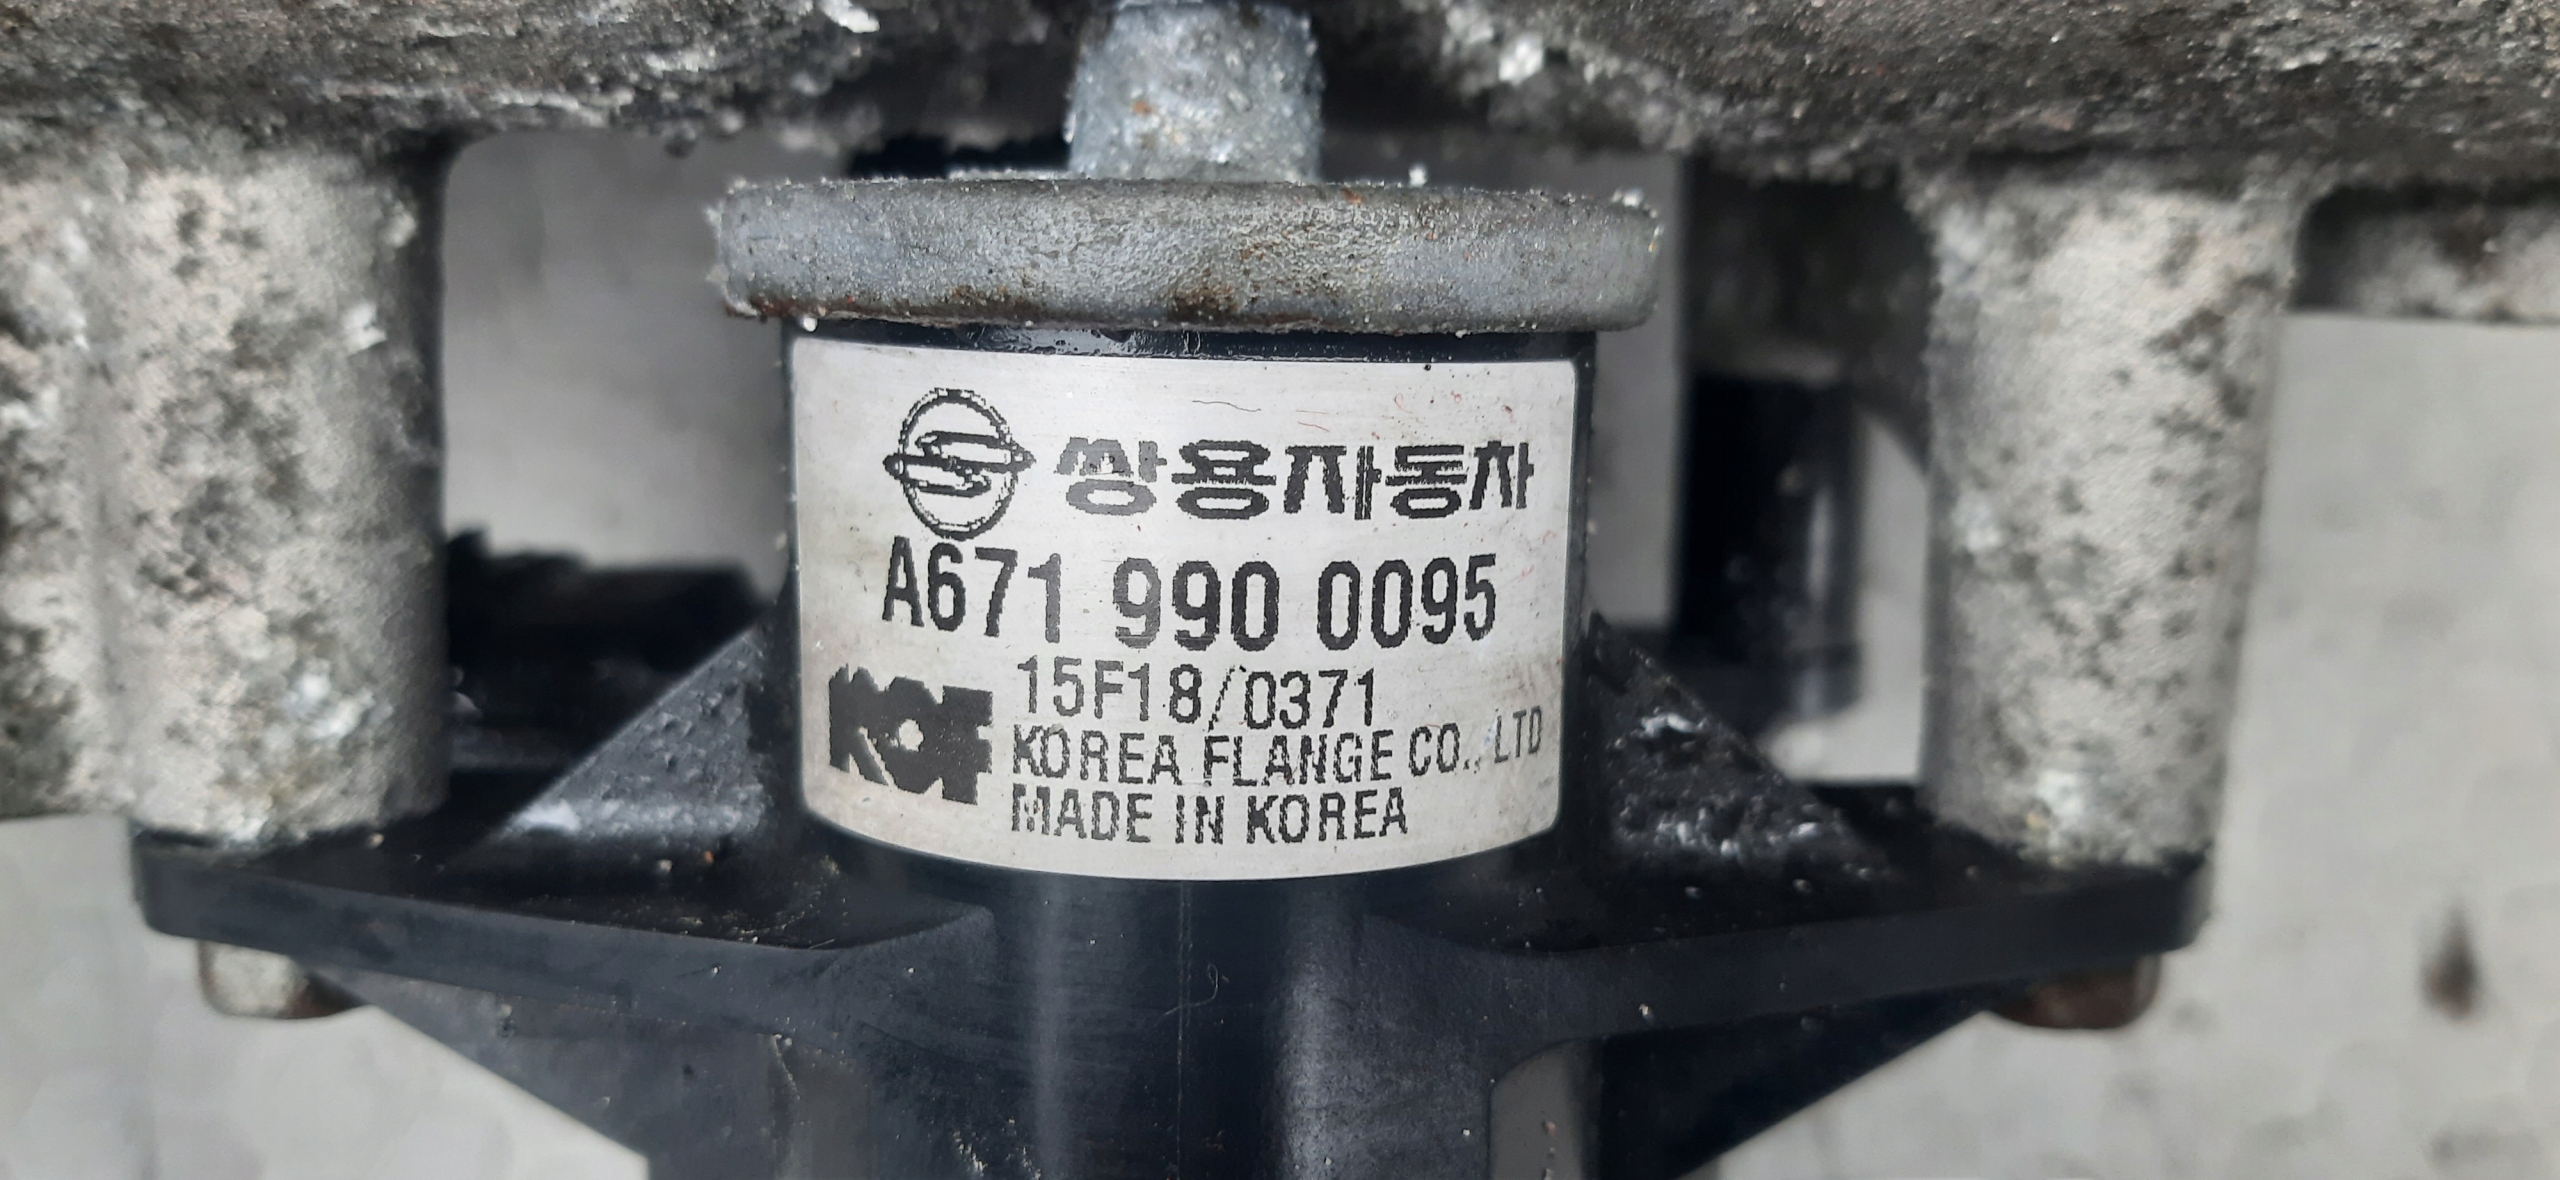 쌍용자동차
A671 990 0095
KOF
15F18/0371
KOREA FLANGE CO., LTD
MADE IN KOREA